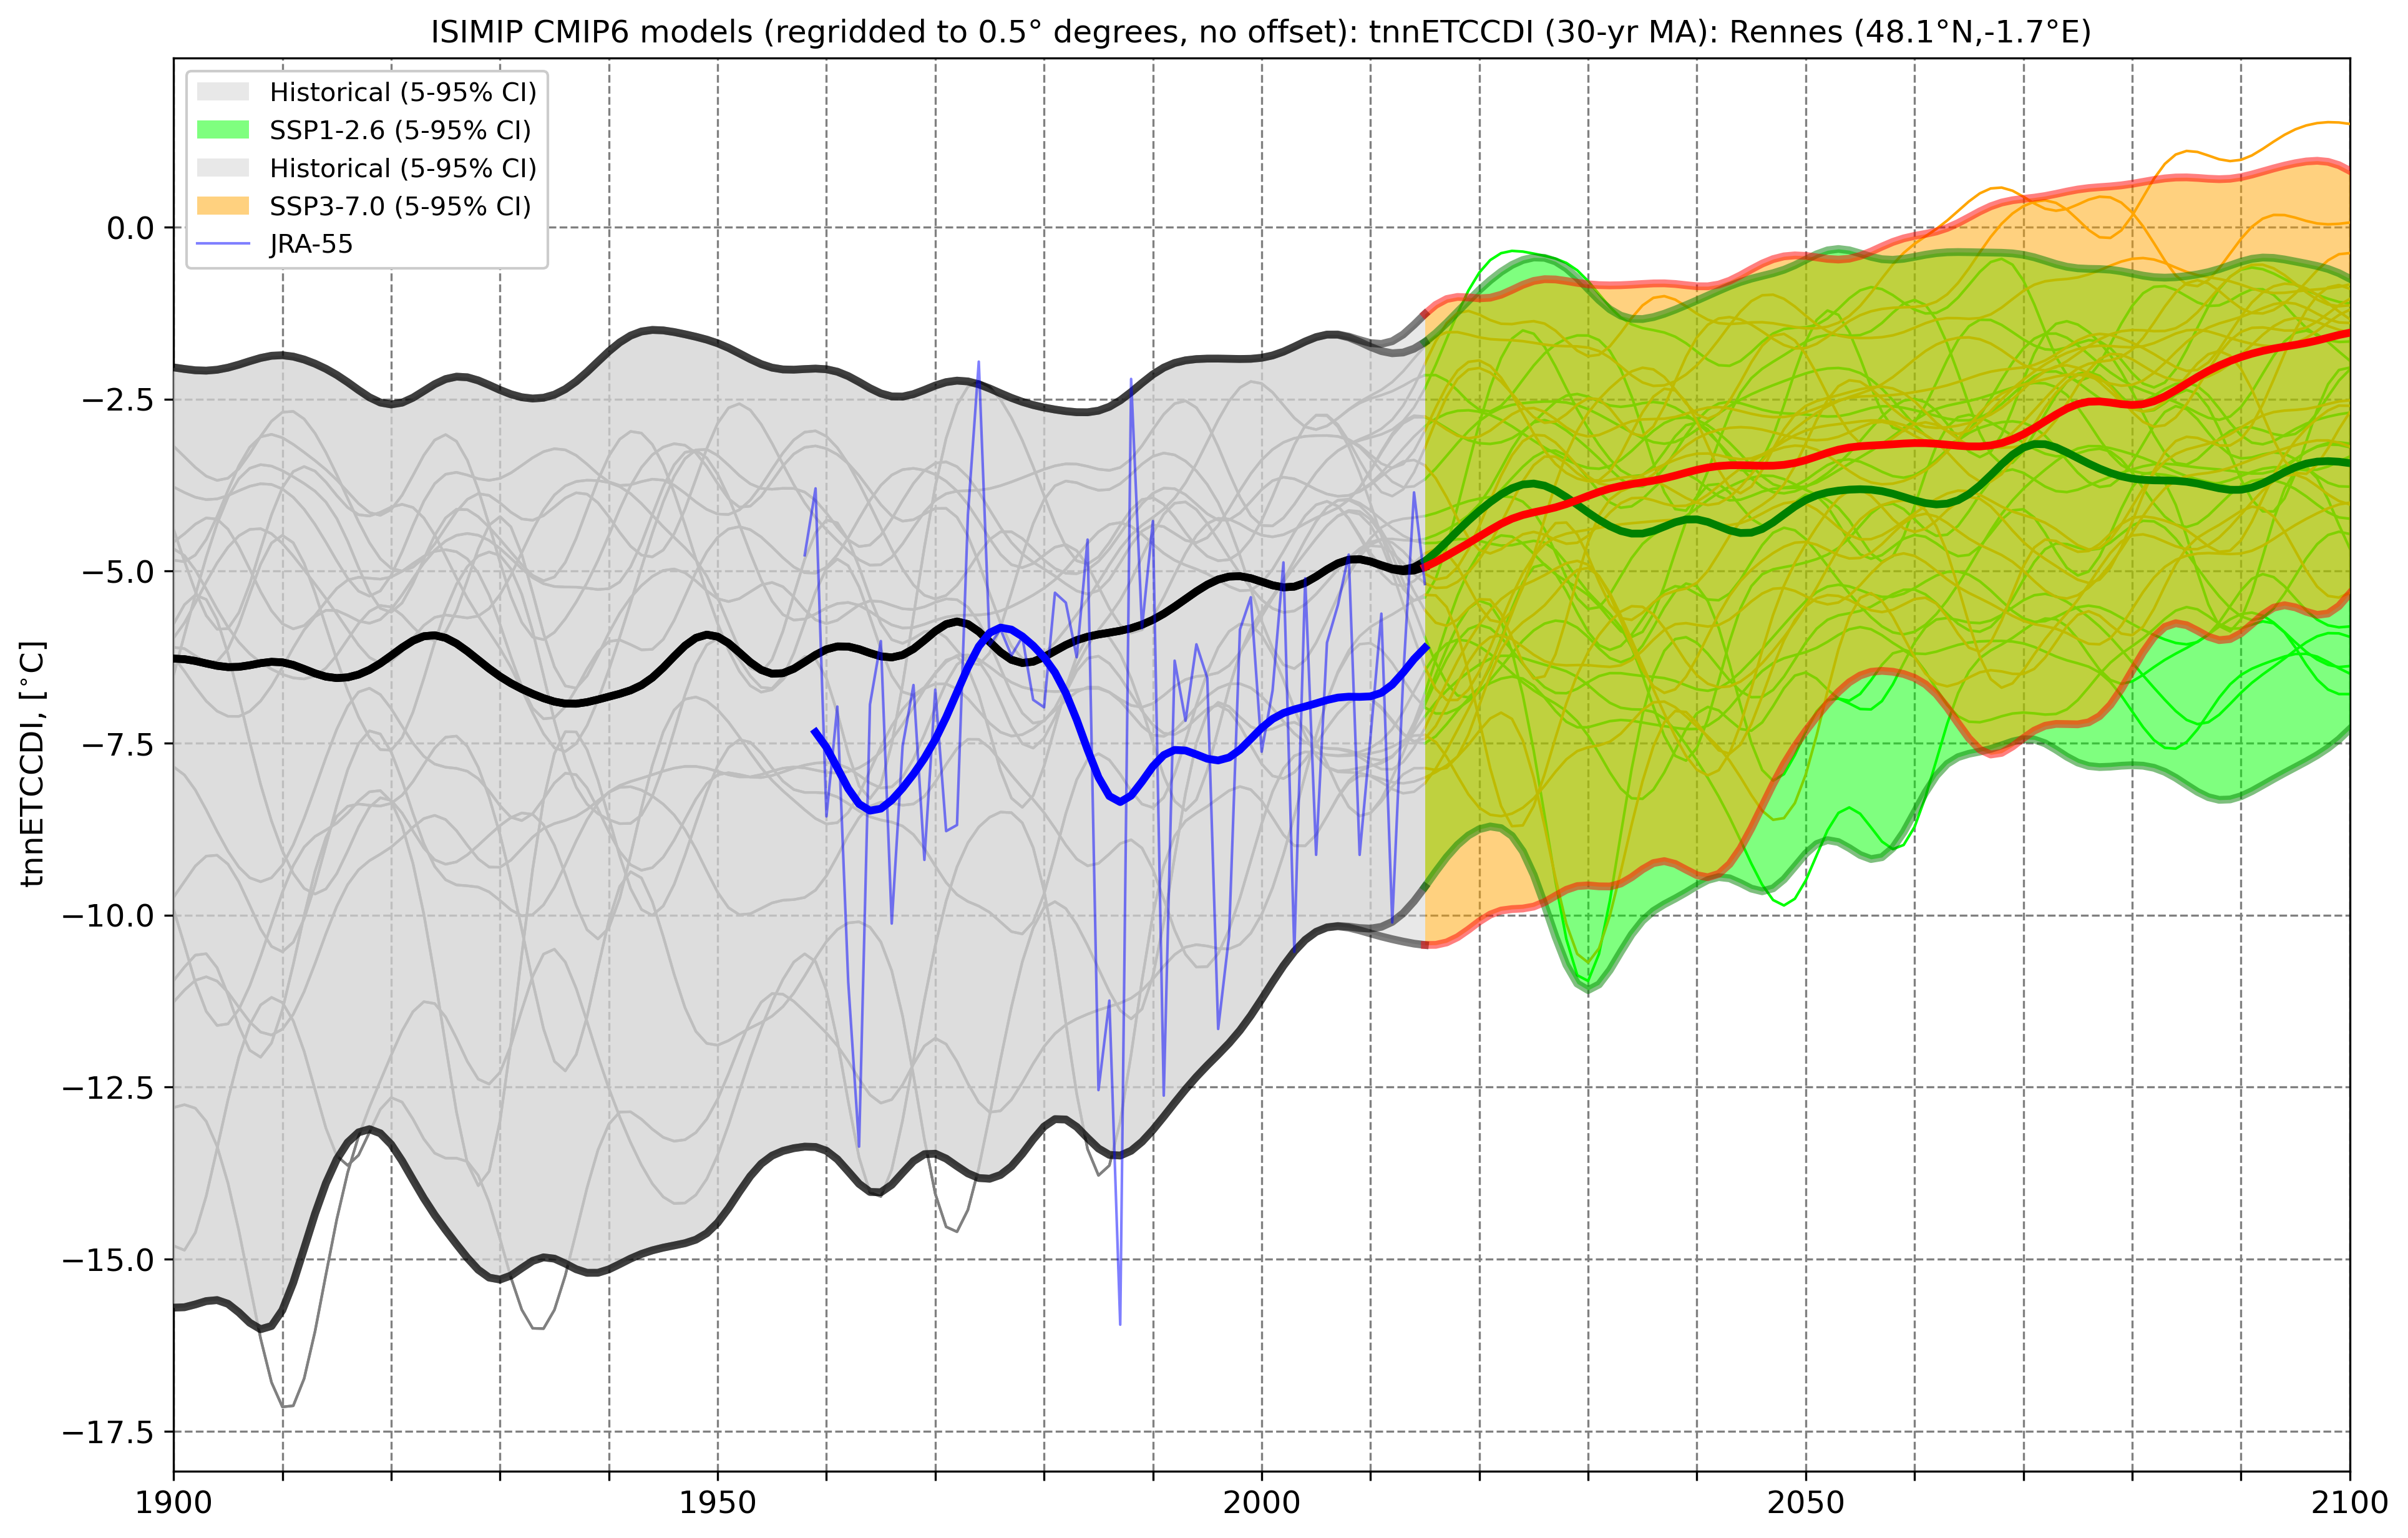 ISIMIP CMIP6 models (regridded to 0.5° degrees, no offset): tnnETCCDI (30-yr MA): Rennes (48.1°N,-1.7°E)
Historical (5-95% CI)
SSP1-2.6 (5-95% CI)
Historical (5-95% CI)
SSP3-7.0 (5-95% CI)
JRA-55
tnnETCCDI, [°C]
0.0
−2.5
−5.0
−7.5
−10.0
−12.5
−15.0
−17.5
1900
1950
2000
2050
2100